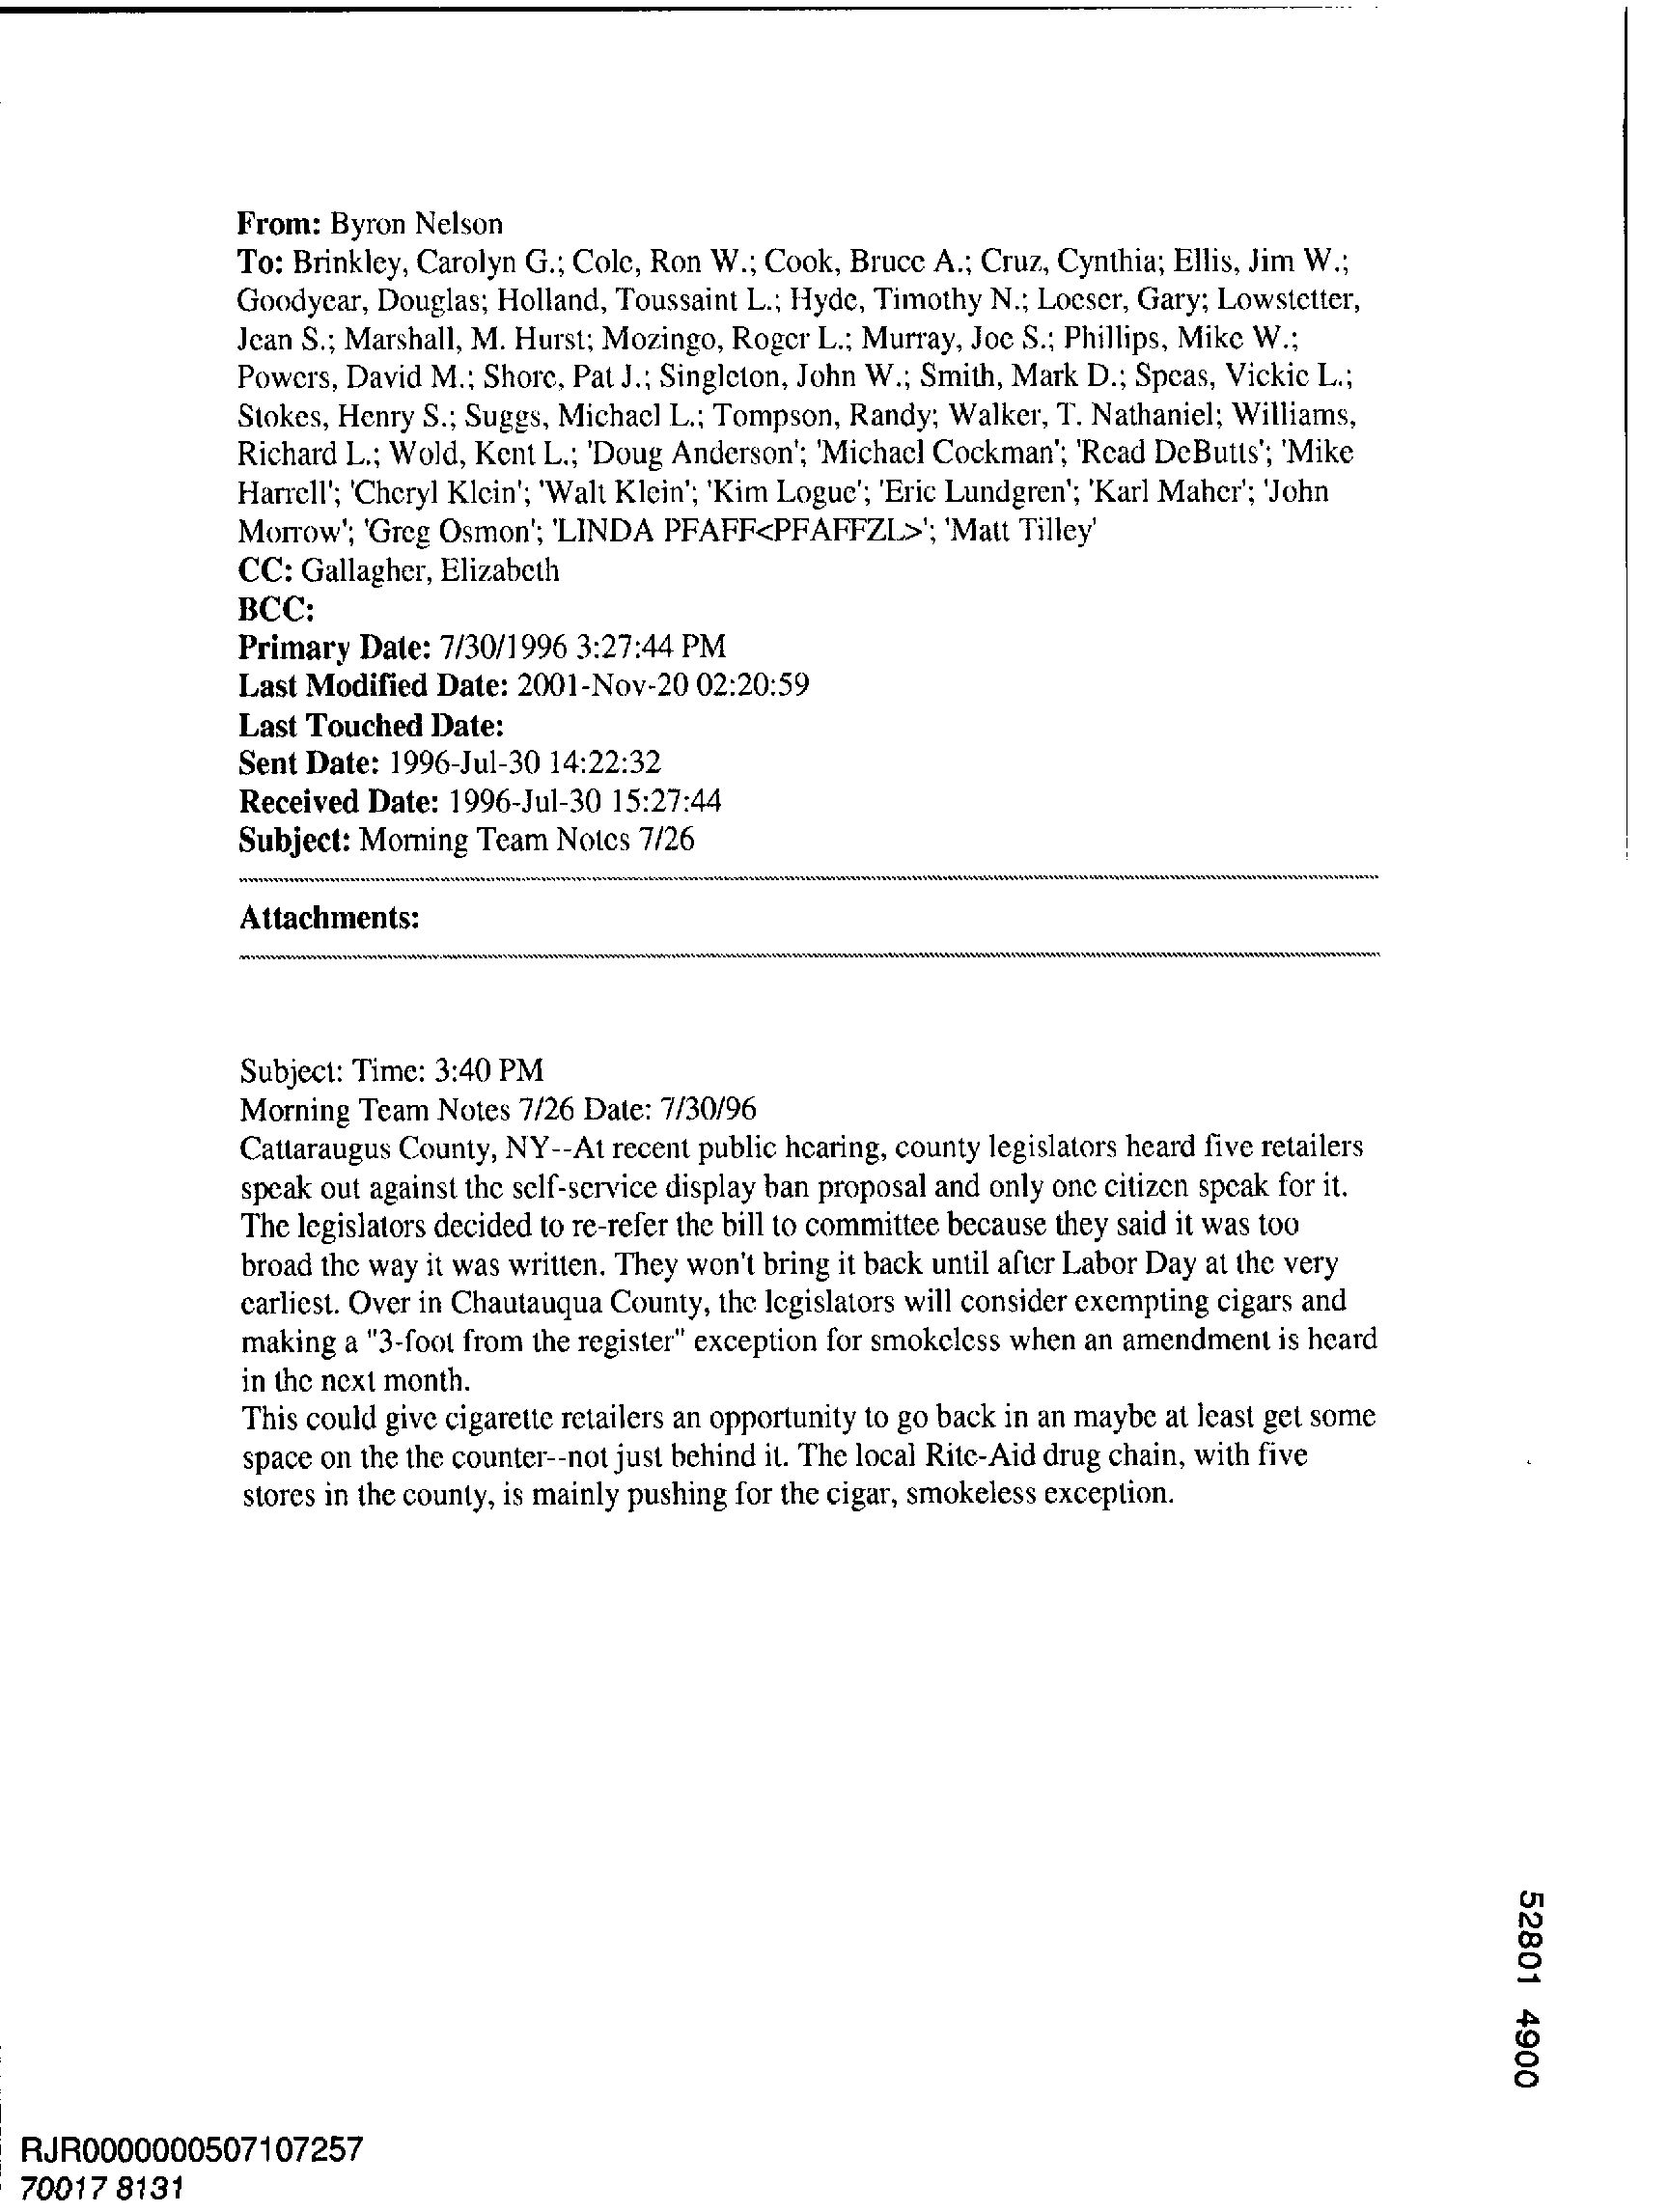 From: Byron Nelson
To: Brinkley, Carolyn G.; Cole, Ron W.; Cook, Bruce A.; Cruz, Cynthia; Ellis, Jim W.;
Goodyear, Douglas; Holland, Toussaint L.; Hyde, Timothy N.; Loeser, Gary; Lowstetter,
Jean S.; Marshall, M. Hurst; Mozingo, Roger L.; Murray, Joe S.; Phillips, Mike W.;
Powers, David M.; Shore, Pat J.; Singleton, John W.; Smith, Mark D.; Speas, Vickie L.;
Stokes, Henry S.; Suggs, Michael L.; Tompson, Randy; Walker, T. Nathaniel; Williams,
Richard L.; Wold, Kent L.; 'Doug Anderson'; 'Michael Cockman'; 'Read DeButts'; 'Mike
Harrell'; 'Cheryl Klein'; 'Walt Klein'; 'Kim Logue'; 'Eric Lundgren'; 'Karl Maher'; 'John
Morrow'; 'Greg Osmon'; 'LINDA PFAFF<PFAFFZL>'; 'Matt Tilley'
CC: Gallagher, Elizabeth
BCC:
Primary Date: 7/30/1996 3:27:44 PM
Last Modified Date: 2001-Nov-20 02:20:59
Last Touched Date:
Sent Date: 1996-Jul-30 14:22:32
Received Date: 1996-Jul-30 15:27:44
Subject: Morning Team Notes 7/26
Attachments:
Subject: Time: 3:40 PM
Morning Team Notes 7/26 Date: 7/30/96
Cattaraugus County, NY--At recent public hearing, county legislators heard five retailers
speak out against the self-service display ban proposal and only one citizen speak for it.
The legislators decided to re-refer the bill to committee because they said it was too
broad the way it was written. They won't bring it back until after Labor Day at the very
earliest. Over in Chautauqua County, the legislators will consider exempting cigars and
making a "3-foot from the register" exception for smokeless when an amendment is heard
in the next month.
This could give cigarette retailers an opportunity to go back in an maybe at least get some
space on the the counter--not just behind it. The local Rite-Aid drug chain, with five
stores in the county, is mainly pushing for the cigar, smokeless exception.
52801 4900
RJR0000000507107257
70017 8131